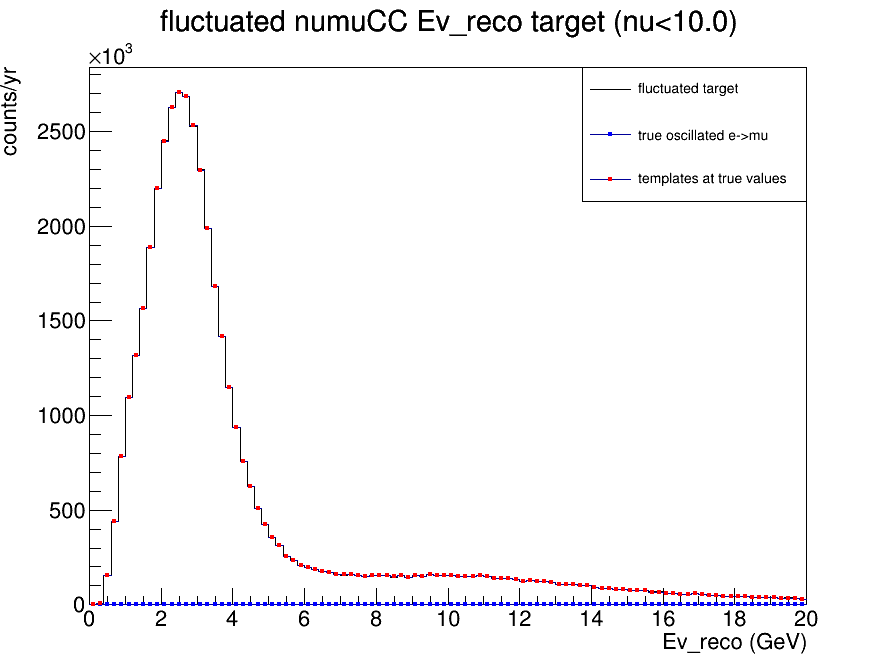 fluctuated numuCC Ev_reco target (nu<10.0)
×10³
counts/yr
fluctuated target
true oscillated e->mu
templates at true values
2500
2000
1500
1000
500
0
0 2 4 6 8 10 12 14 16 18 20
Ev_reco (GeV)